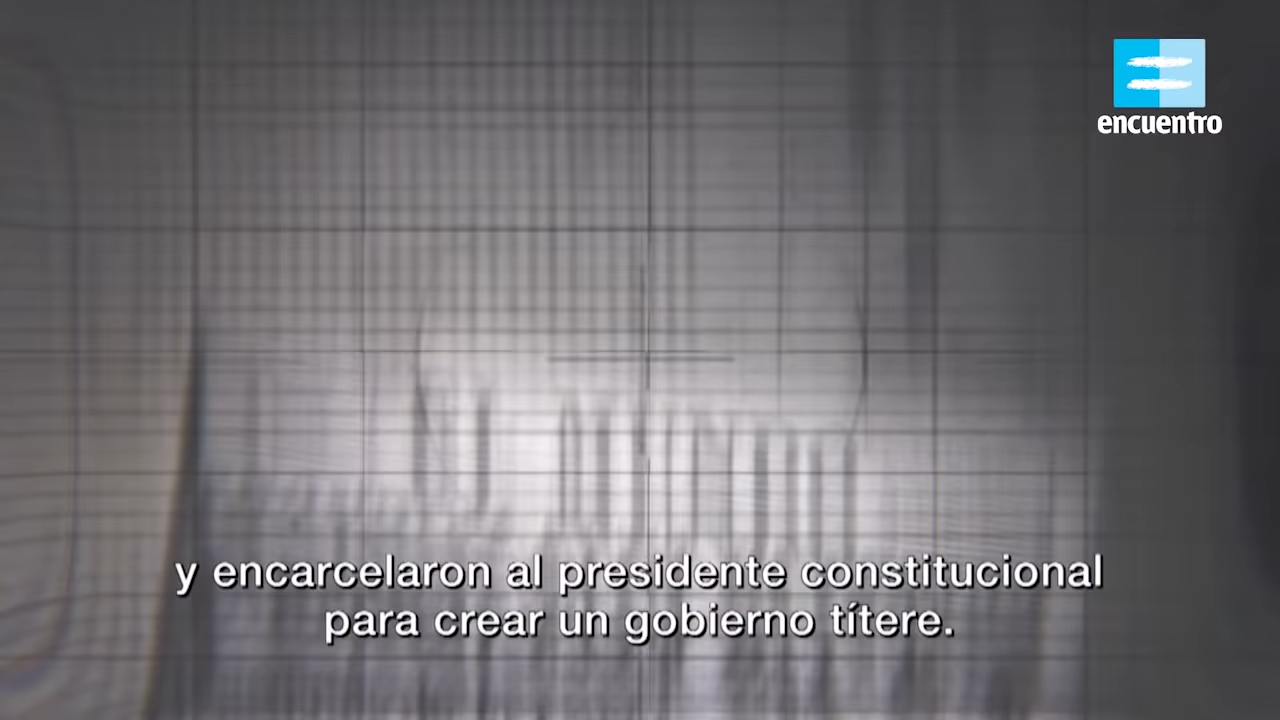 encuentro
y encarcelaron al presidente constitucional
para crear un gobierno títere.